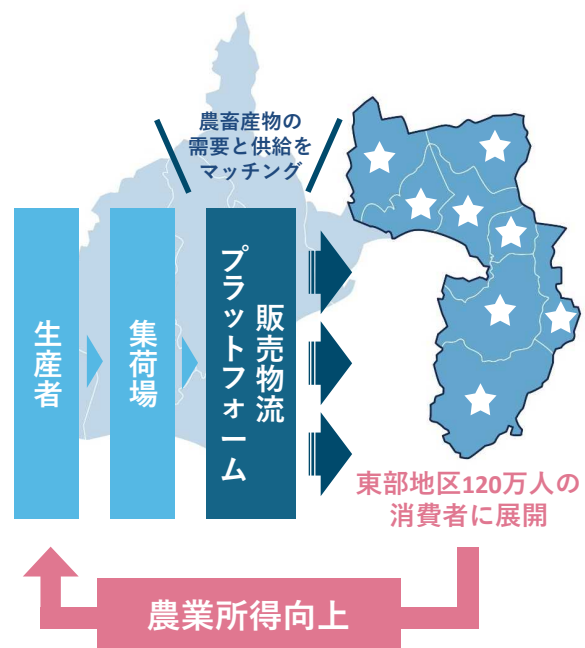 農畜産物の
需要と供給を
マッチング
生産者
集荷場
販売物流
プラットフォーム
東部地区120万人の
消費者に展開
農業所得向上